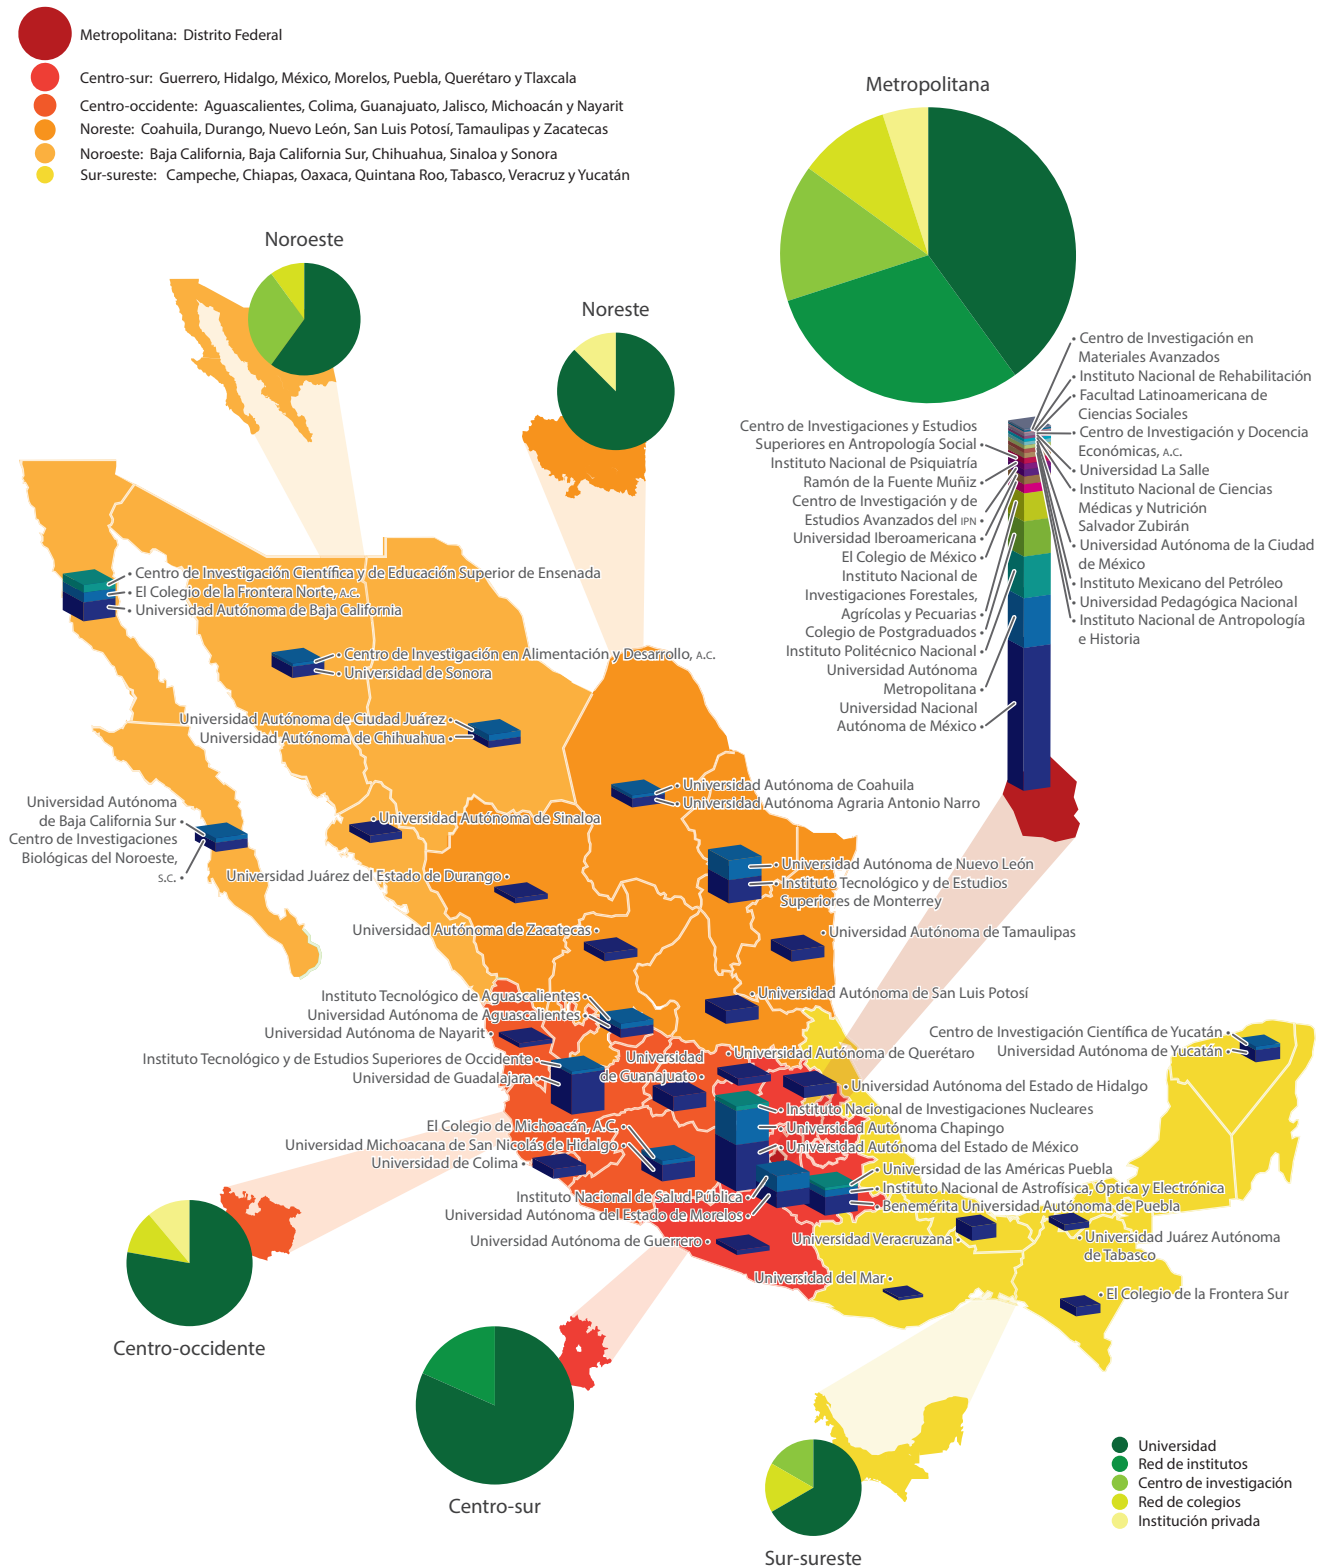 Metropolitana: Distrito Federal
Centro-sur: Guerrero, Hidalgo, México, Morelos, Puebla, Querétaro y Tlaxcala
Centro-occidente: Aguascalientes, Colima, Guanajuato, Jalisco, Michoacán y Nayarit
Noreste: Coahuila, Durango, Nuevo León, San Luis Potosí, Tamaulipas y Zacatecas
Noroeste: Baja California, Baja California Sur, Chihuahua, Sinaloa y Sonora
Sur-sureste: Campeche, Chiapas, Oaxaca, Quintana Roo, Tabasco, Veracruz y Yucatán
Metropolitana
Noroeste
Noreste
Centro de Investigación en
Materiales Avanzados
Instituto Nacional de Rehabilitación
Facultad Latinoamericana de
Ciencias Sociales
Centro de Investigación y Docencia
Económicas, A.C.
Universidad La Salle
Instituto Nacional de Ciencias
Médicas y Nutrición
Salvador Zubirán
Universidad Autónoma de la Ciudad
de México
Instituto Mexicano del Petróleo
Universidad Pedagógica Nacional
Instituto Nacional de Antropología
e Historia
Centro de Investigaciones y Estudios
Superiores en Antropología Social
Instituto Nacional de Psiquiatría
Ramón de la Fuente Muñiz
Centro de Investigación y de
Estudios Avanzados del IPN
Universidad Iberoamericana
El Colegio de México
Instituto Nacional de
Investigaciones Forestales,
Agrícolas y Pecuarias
Colegio de Postgraduados
Instituto Politécnico Nacional
Universidad Autónoma
Metropolitana
Universidad Nacional
Autónoma de México
Centro de Investigación Científica y de Educación Superior de Ensenada
El Colegio de la Frontera Norte, A.C.
Universidad Autónoma de Baja California
Centro de Investigación en Alimentación y Desarrollo, A.C.
Universidad de Sonora
Universidad Autónoma de Ciudad Juárez
Universidad Autónoma de Chihuahua
Universidad Autónoma de Coahuila
Universidad Autónoma Agraria Antonio Narro
Universidad Autónoma
de Baja California Sur
Centro de Investigaciones
Biológicas del Noroeste,
S.C.
Universidad Autónoma de Sinaloa
Universidad Juárez del Estado de Durango
Universidad Autónoma de Nuevo León
Instituto Tecnológico y de Estudios
Superiores de Monterrey
Universidad Autónoma de Zacatecas
Universidad Autónoma de Tamaulipas
Universidad Autónoma de San Luis Potosí
Instituto Tecnológico de Aguascalientes
Universidad Autónoma de Aguascalientes
Universidad Autónoma de Nayarit
Instituto Tecnológico y de Estudios Superiores de Occidente
Universidad de Guadalajara
Universidad
de Guanajuato
Universidad Autónoma de Querétaro
Centro de Investigación Científica de Yucatán
Universidad Autónoma de Yucatán
Universidad Autónoma del Estado de Hidalgo
Instituto Nacional de Investigaciones Nucleares
Universidad Autónoma Chapingo
Universidad Autónoma del Estado de México
El Colegio de Michoacán, A.C.
Universidad Michoacana de San Nicolás de Hidalgo
Universidad de Colima
Universidad de las Américas Puebla
Instituto Nacional de Astrofísica, Óptica y Electrónica
Benemérita Universidad Autónoma de Puebla
Instituto Nacional de Salud Pública
Universidad Autónoma del Estado de Morelos
Universidad Autónoma de Guerrero
Universidad Veracruzana
Universidad Juárez Autónoma
de Tabasco
Universidad del Mar
El Colegio de la Frontera Sur
Centro-occidente
Centro-sur
Sur-sureste
Universidad
Red de institutos
Centro de investigación
Red de colegios
Institución privada